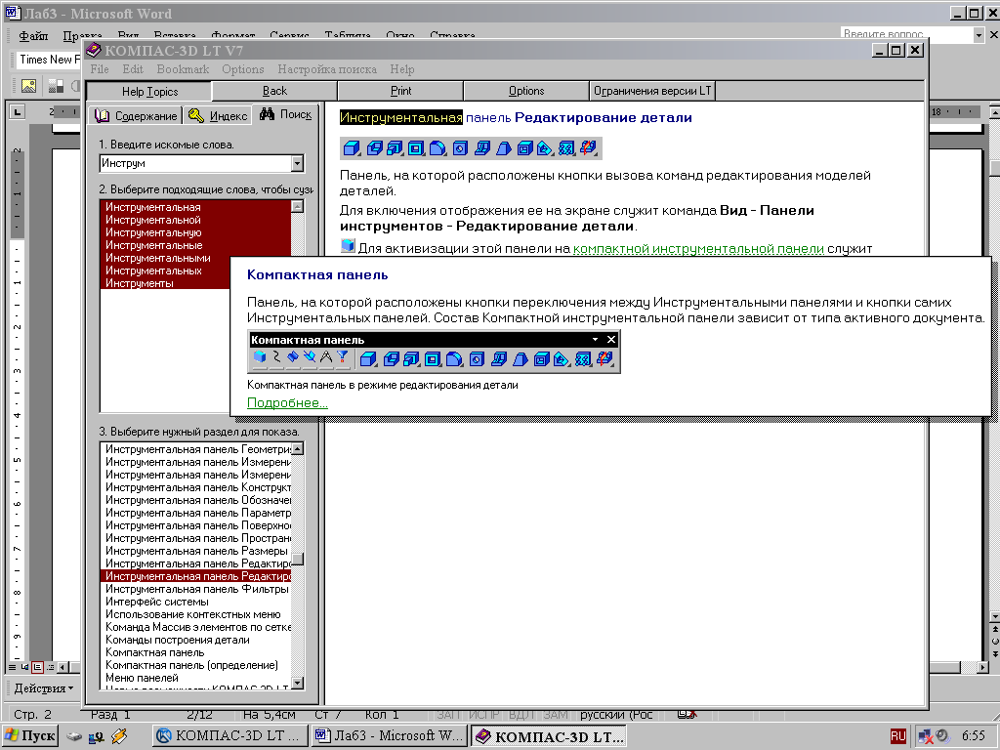 Лаб3 - Microsoft Word
Файл Правка Вид Вставка Формат Сервис Таблица Окно Справка
Введите вопрос
Times New
КОМПАС-3D LT V7
File Edit Bookmark Options Настройка поиска Help
Help Topics Back Print Options Ограничения версии LT
Содержание Индекс Поиск
1. Введите искомые слова.
Инструм
2. Выберите подходящие слова, чтобы сузи
Инструментальная
Инструментальной
Инструментальную
Инструментальные
Инструментальными
Инструментальных
Инструменты
3. Выберите нужный раздел для показа.
Инструментальная панель Геометрия
Инструментальная панель Измерени
Инструментальная панель Измерени
Инструментальная панель Конструкт
Инструментальная панель Обозначе
Инструментальная панель Параметр
Инструментальная панель Поверхнос
Инструментальная панель Простран
Инструментальная панель Размеры
Инструментальная панель Редактиро
Инструментальная панель Редактиро
Инструментальная панель Фильтры
Интерфейс системы
Использование контекстных меню
Команда Массив элементов по сетке
Команды построения детали
Компактная панель
Компактная панель (определение)
Меню панелей
Инструментальная панель Редактирование детали
Панель, на которой расположены кнопки вызова команд редактирования моделей
деталей.
Для включения отображения ее на экране служит команда Вид - Панели
инструментов - Редактирование детали.
Для активизации этой панели на компактной инструментальной панели служит
Компактная панель
Панель, на которой расположены кнопки переключения между Инструментальными панелями и кнопки самих
Инструментальных панелей. Состав Компактной инструментальной панели зависит от типа активного документа.
Компактная панель
Компактная панель в режиме редактирования детали
Подробнее...
Действия
Стр. 2 Разд 1 2/12 На 5,4см Ст 7 Кол 1 ЗАП ИСПР ВДЛ ЗАМ русский (Рос
Пуск КОМПАС-3D LT ... Лаб3 - Microsoft W... КОМПАС-3D LT... RU 6:55